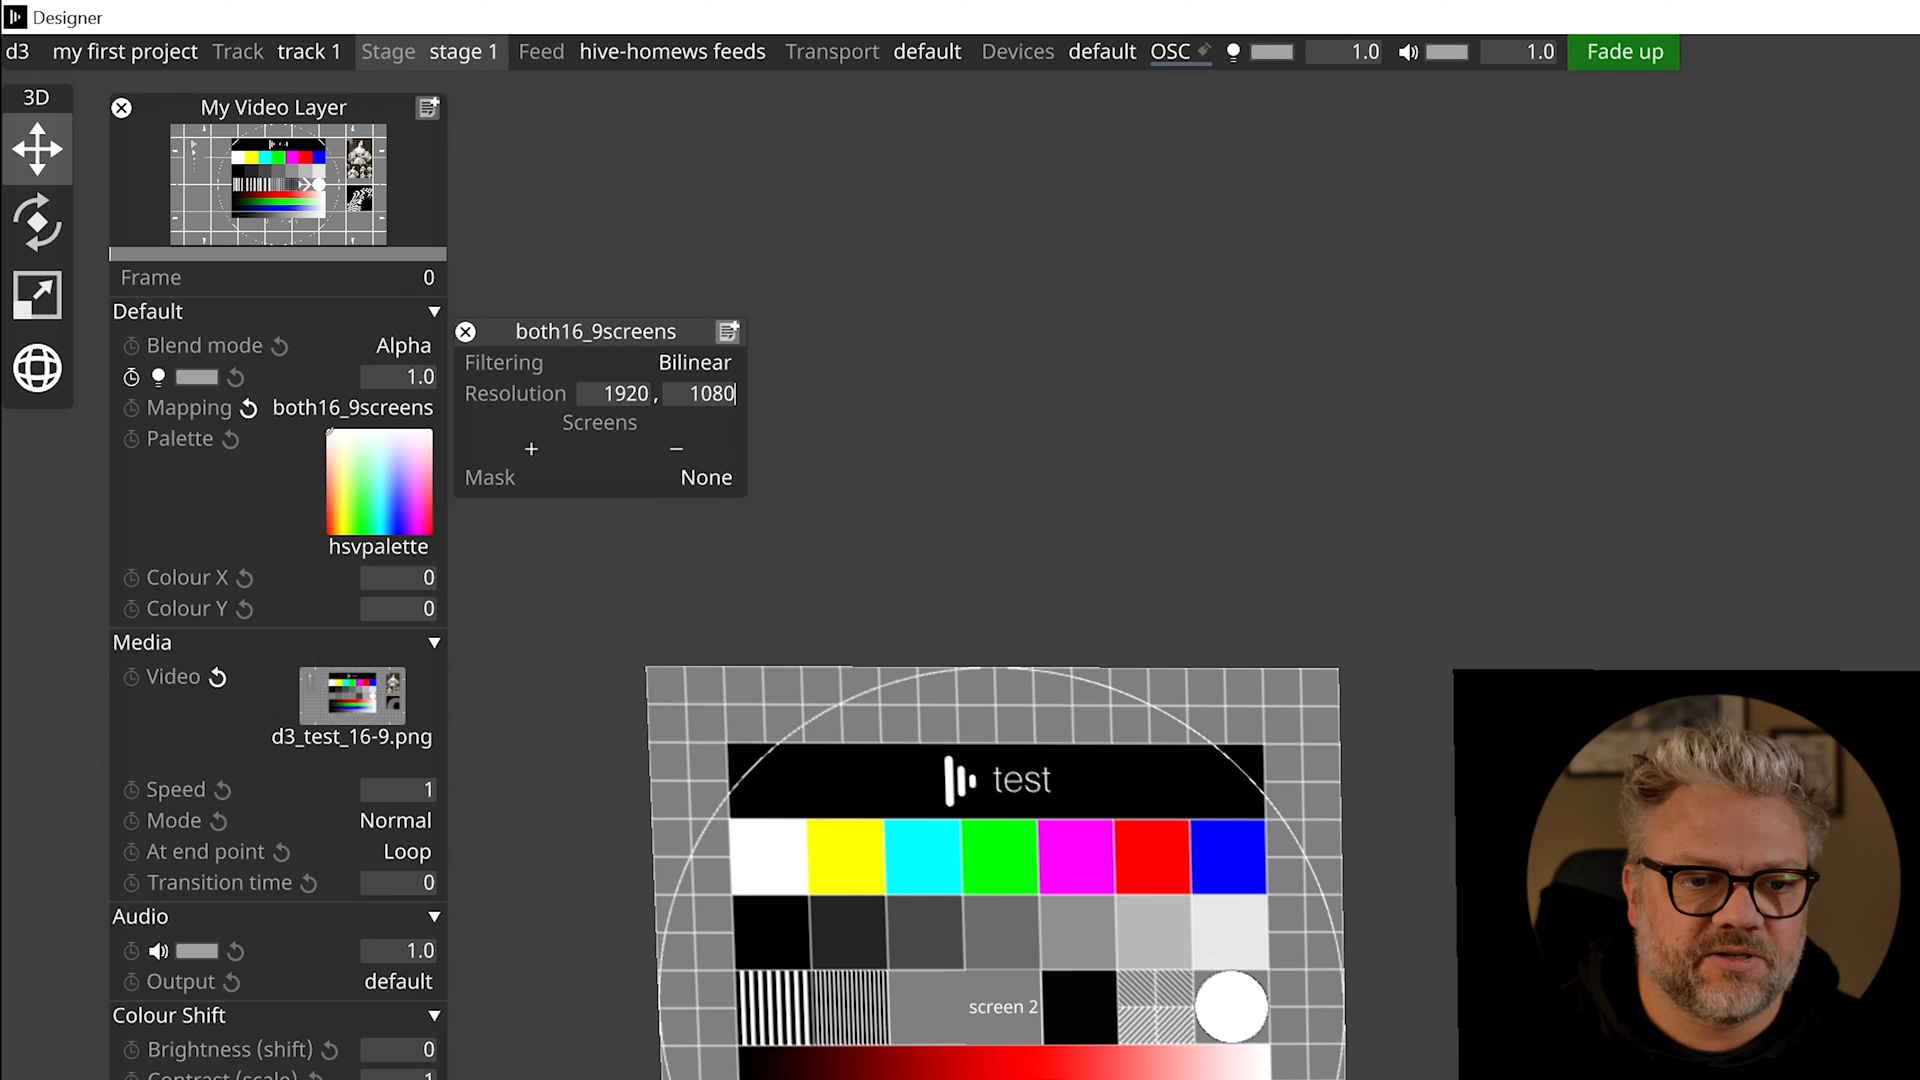 Designer
d3 my first project Track track 1 Stage stage 1 Feed hive-homews feeds Transport default Devices default OSC 1.0 1.0 Fade up
3D
My Video Layer
Frame 0
Default
Blend mode Alpha
1.0
Mapping both16_9screens
Palette
hsvpalette
Colour X 0
Colour Y 0
Media
Video
d3_test_16-9.png
Speed 1
Mode Normal
At end point Loop
Transition time 0
Audio
1.0
Output default
Colour Shift
Brightness (shift) 0
Contrast (scale) 1
both16_9screens
Filtering Bilinear
Resolution 1920 , 1080
Screens
+ −
Mask None
test
screen 2